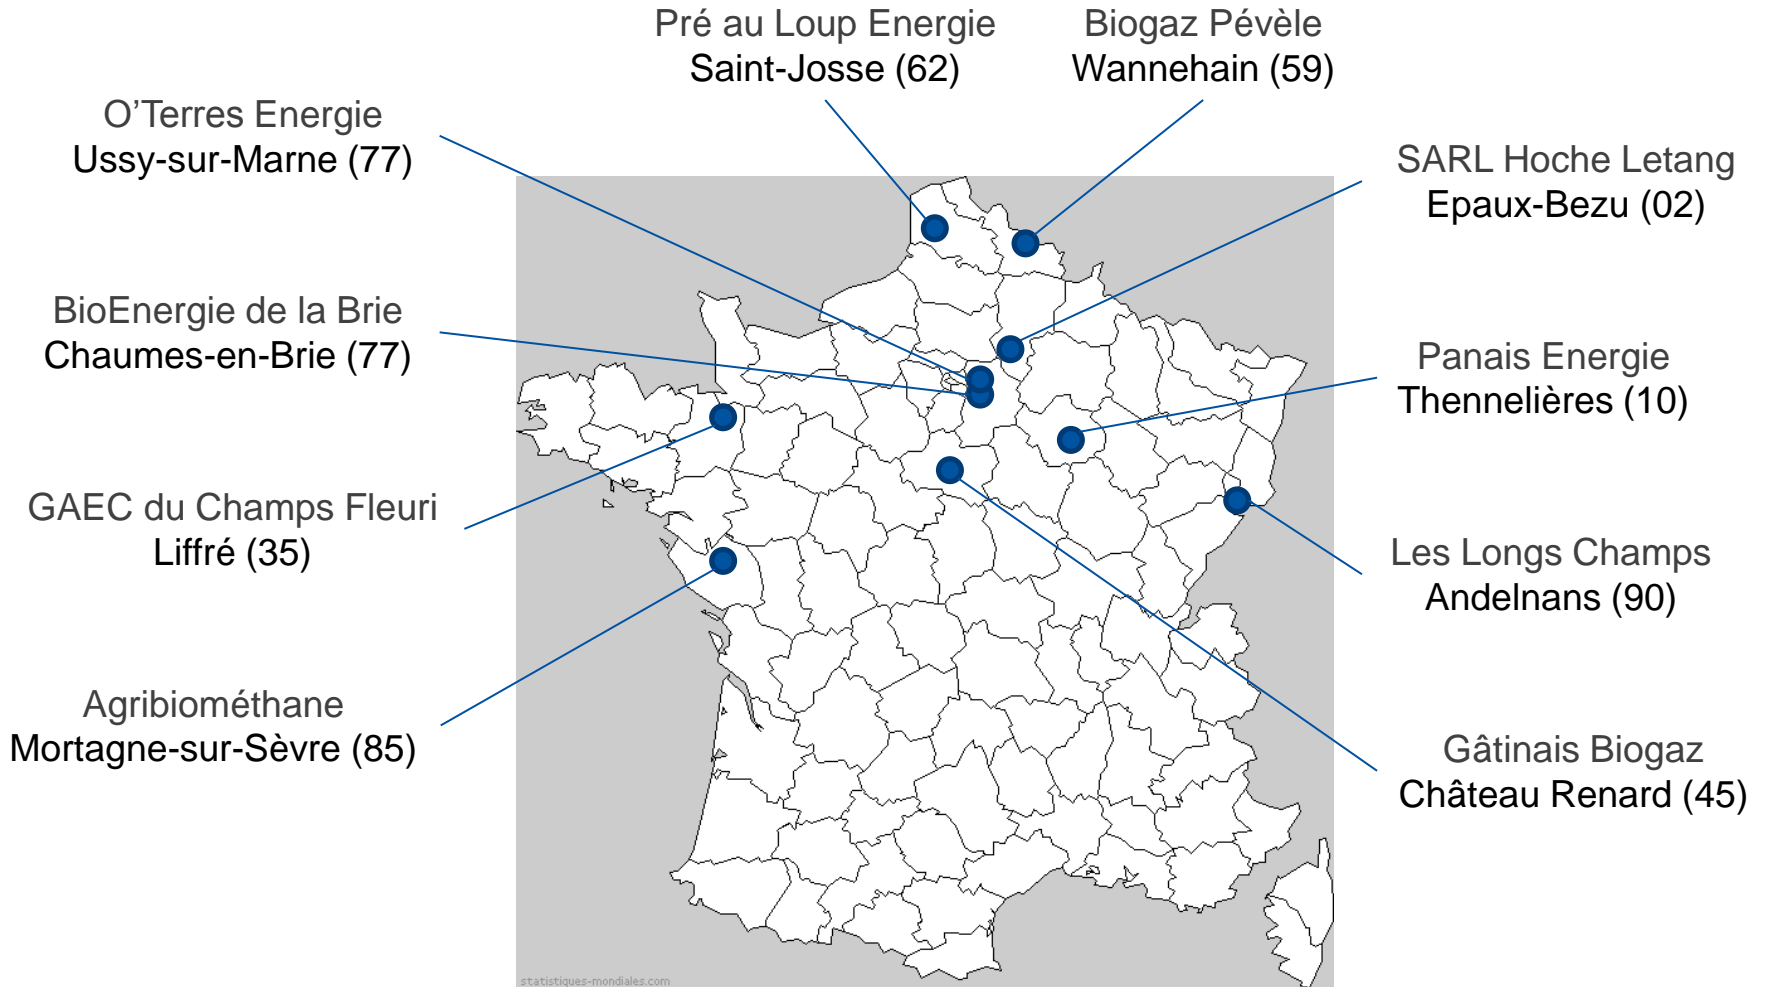 Pré au Loup Energie
Saint-Josse (62)
Biogaz Pévèle
Wannehain (59)
O’Terres Energie
Ussy-sur-Marne (77)
SARL Hoche Letang
Epaux-Bezu (02)
BioEnergie de la Brie
Chaumes-en-Brie (77)
Panais Energie
Thennelières (10)
GAEC du Champs Fleuri
Liffré (35)
Les Longs Champs
Andelnans (90)
Agribiométhane
Mortagne-sur-Sèvre (85)
Gâtinais Biogaz
Château Renard (45)
statistiques-mondiales.com